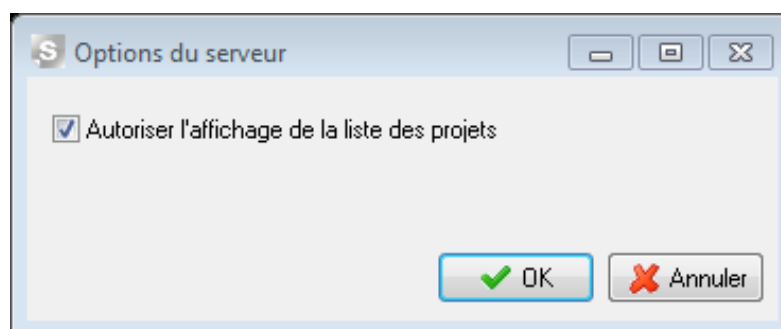 S Options du serveur
Autoriser l'affichage de la liste des projets
OK Annuler